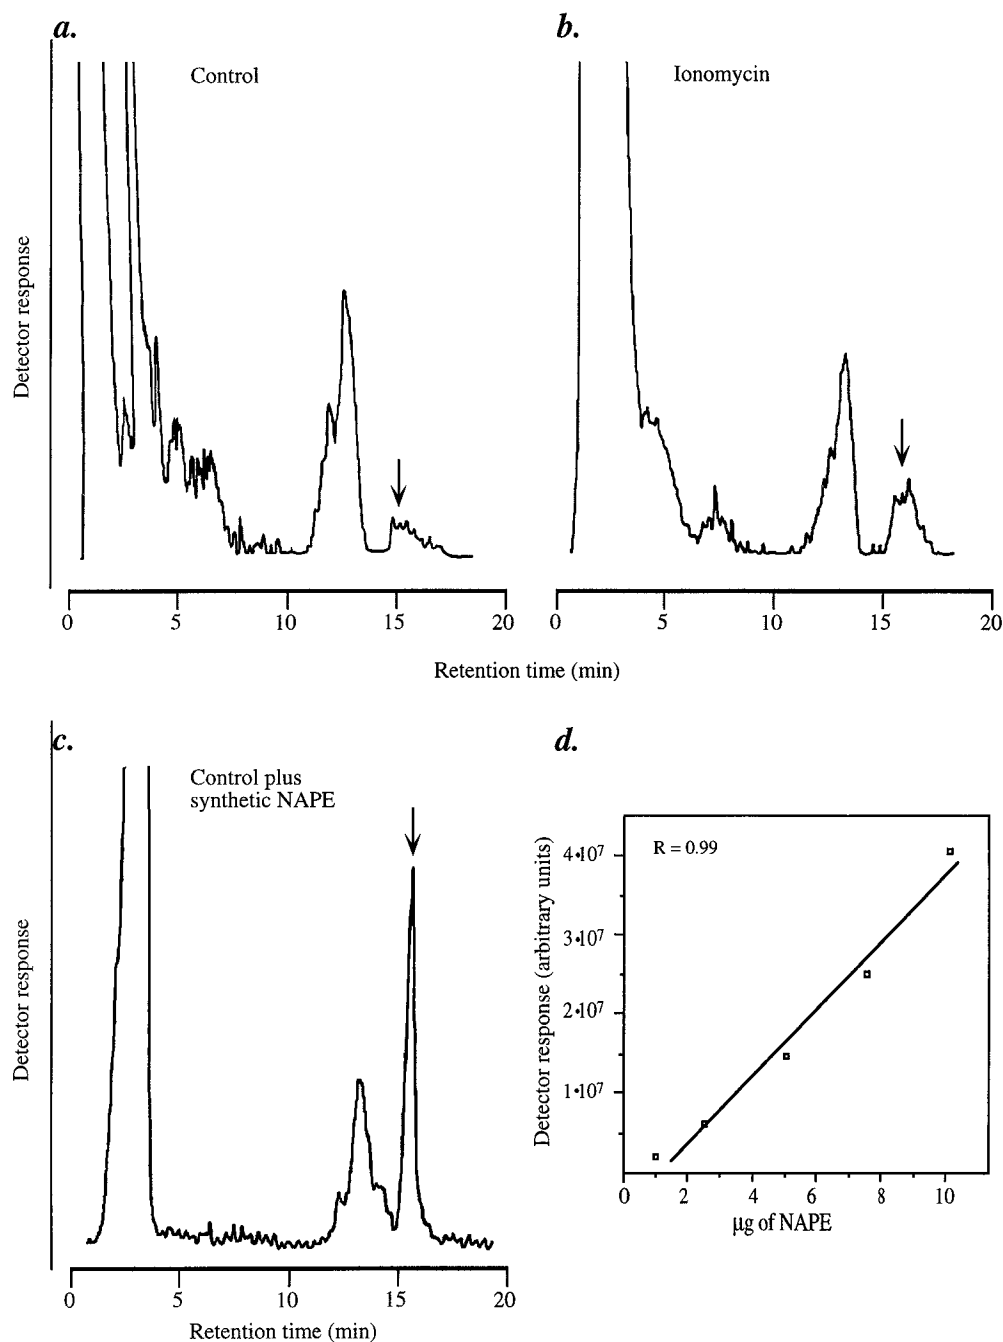 a.
Control
Detector response
0 5 10 15 20
b.
Ionomycin
0 5 10 15 20
Retention time (min)
c.
Control plus
synthetic NAPE
Detector response
0 5 10 15 20
Retention time (min)
d.
R = 0.99
Detector response (arbitrary units)
4•10⁷
3•10⁷
2•10⁷
1•10⁷
0 2 4 6 8 10
µg of NAPE